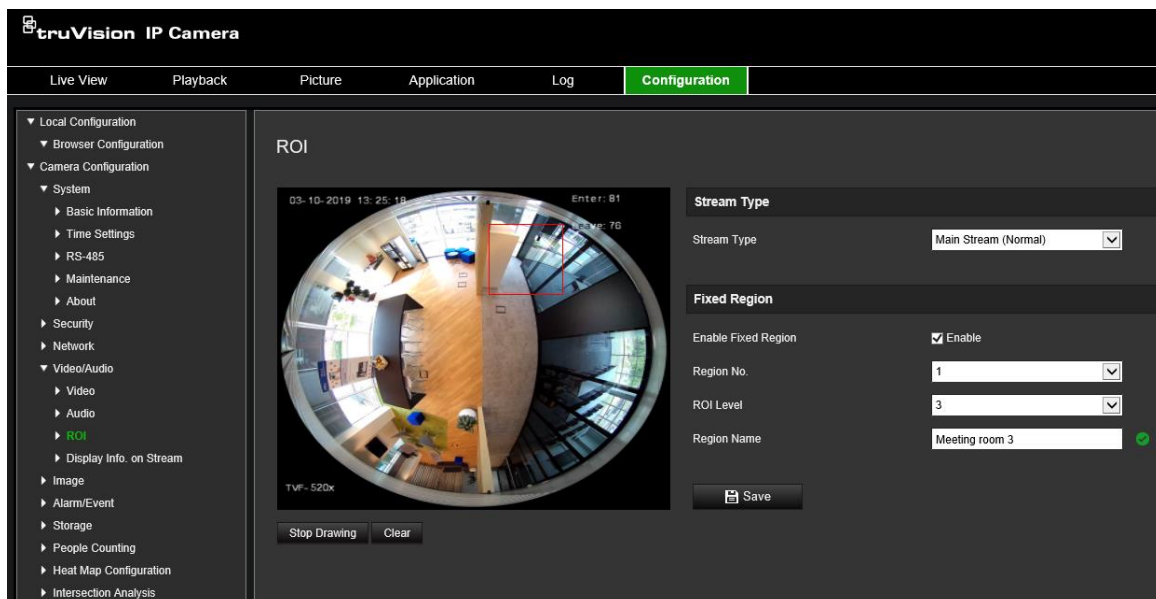 truVision IP Camera
Live View Playback Picture Application Log Configuration
Local Configuration
Browser Configuration
Camera Configuration
System
Basic Information
Time Settings
RS-485
Maintenance
About
Security
Network
Video/Audio
Video
Audio
ROI
Display Info. on Stream
Image
Alarm/Event
Storage
People Counting
Heat Map Configuration
Intersection Analysis
ROI
03-10-2019 13:25:18
Enter: 81
Leave: 76
TVF-520x
Stop Drawing Clear
Stream Type
Stream Type Main Stream (Normal)
Fixed Region
Enable Fixed Region Enable
Region No. 1
ROI Level 3
Region Name Meeting room 3
Save